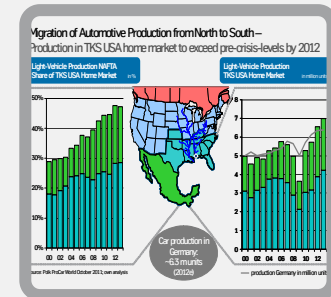 Migration of Automotive Production from North to South –
Production in TKS USA home market to exceed pre-crisis-levels by 2012
Light-Vehicle Production NAFTA
Share of TKS USA Home Market in %
Light-Vehicle Production
TKS USA Home Market in million unit
50%
40%
30%
20%
10%
0%
00 02 04 06 08 10 12
8
7
6
5
4
3
2
1
0
00 02 04 06 08 10 12
Car production in
Germany:
~6.3 m units
(2012e)
source: Polk ProCar World October 2011; own analysis
production Germany in million unit